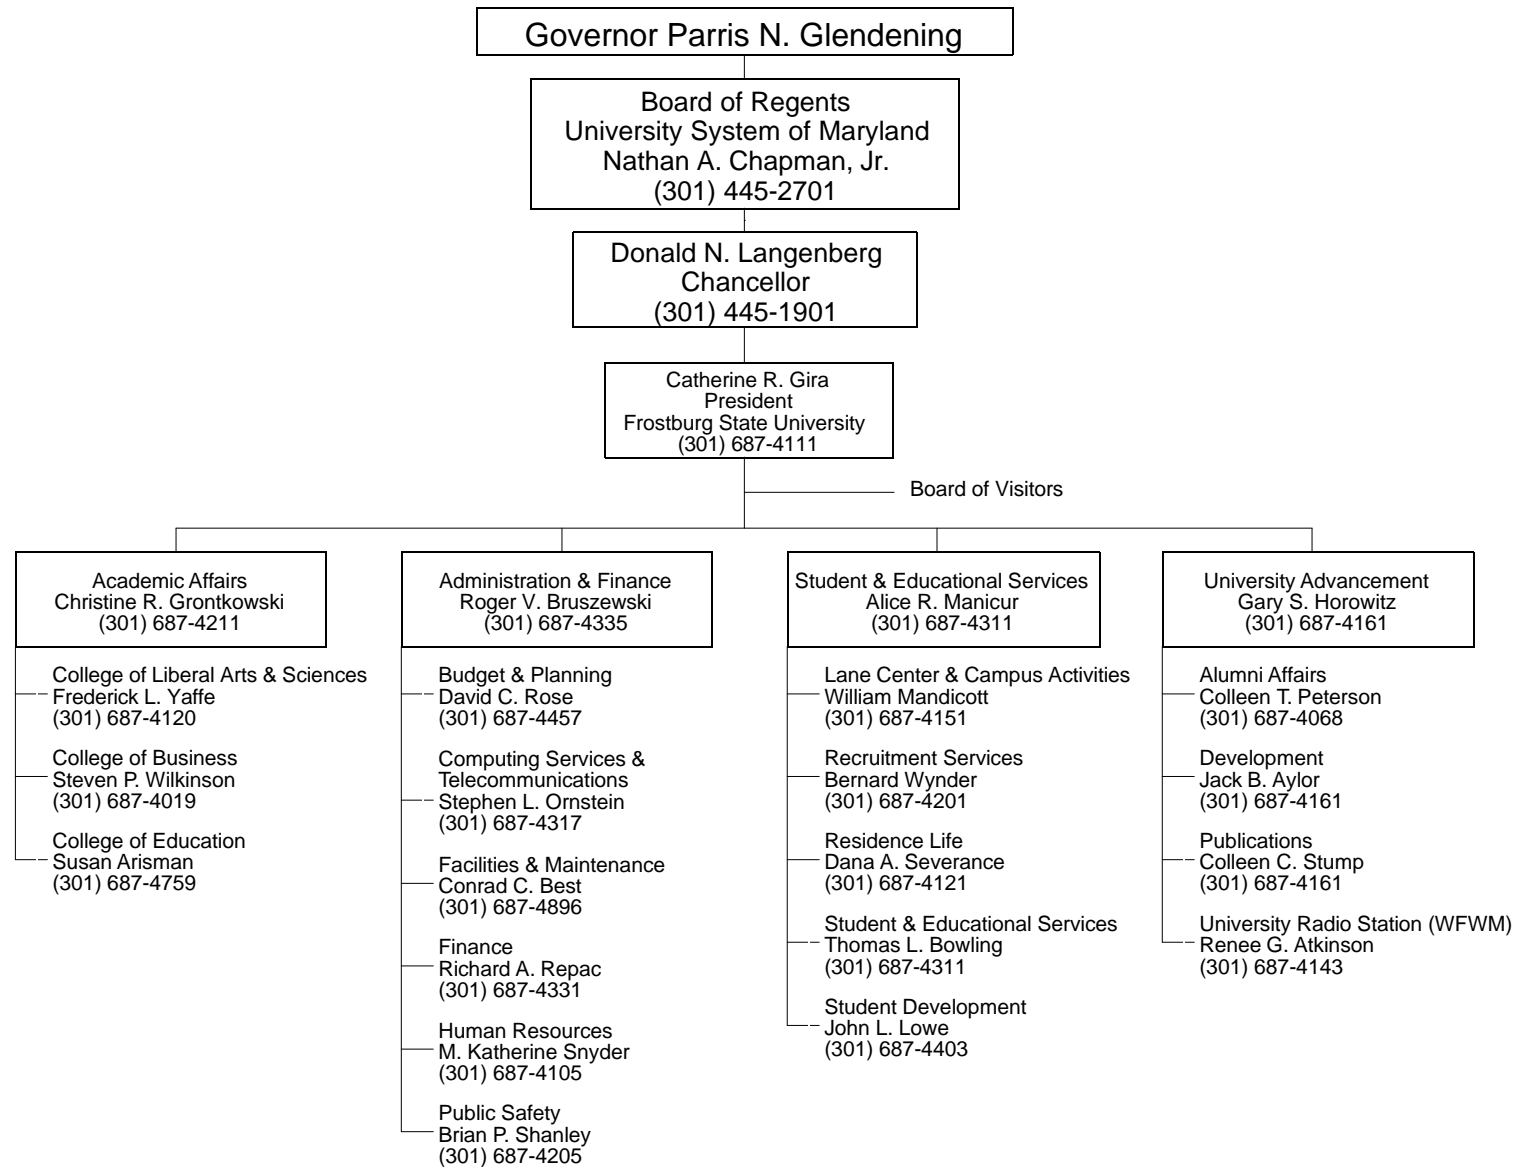 Governor Parris N. Glendening
Board of Regents
University System of Maryland
Nathan A. Chapman, Jr.
(301) 445-2701
Donald N. Langenberg
Chancellor
(301) 445-1901
Catherine R. Gira
President
Frostburg State University
(301) 687-4111
Board of Visitors
Academic Affairs
Christine R. Grontkowski
(301) 687-4211
College of Liberal Arts & Sciences
Frederick L. Yaffe
(301) 687-4120
College of Business
Steven P. Wilkinson
(301) 687-4019
College of Education
Susan Arisman
(301) 687-4759
Administration & Finance
Roger V. Bruszewski
(301) 687-4335
Budget & Planning
David C. Rose
(301) 687-4457
Computing Services &
Telecommunications
Stephen L. Ornstein
(301) 687-4317
Facilities & Maintenance
Conrad C. Best
(301) 687-4896
Finance
Richard A. Repac
(301) 687-4331
Human Resources
M. Katherine Snyder
(301) 687-4105
Public Safety
Brian P. Shanley
(301) 687-4205
Student & Educational Services
Alice R. Manicur
(301) 687-4311
Lane Center & Campus Activities
William Mandicott
(301) 687-4151
Recruitment Services
Bernard Wynder
(301) 687-4201
Residence Life
Dana A. Severance
(301) 687-4121
Student & Educational Services
Thomas L. Bowling
(301) 687-4311
Student Development
John L. Lowe
(301) 687-4403
University Advancement
Gary S. Horowitz
(301) 687-4161
Alumni Affairs
Colleen T. Peterson
(301) 687-4068
Development
Jack B. Aylor
(301) 687-4161
Publications
Colleen C. Stump
(301) 687-4161
University Radio Station (WFWM)
Renee G. Atkinson
(301) 687-4143